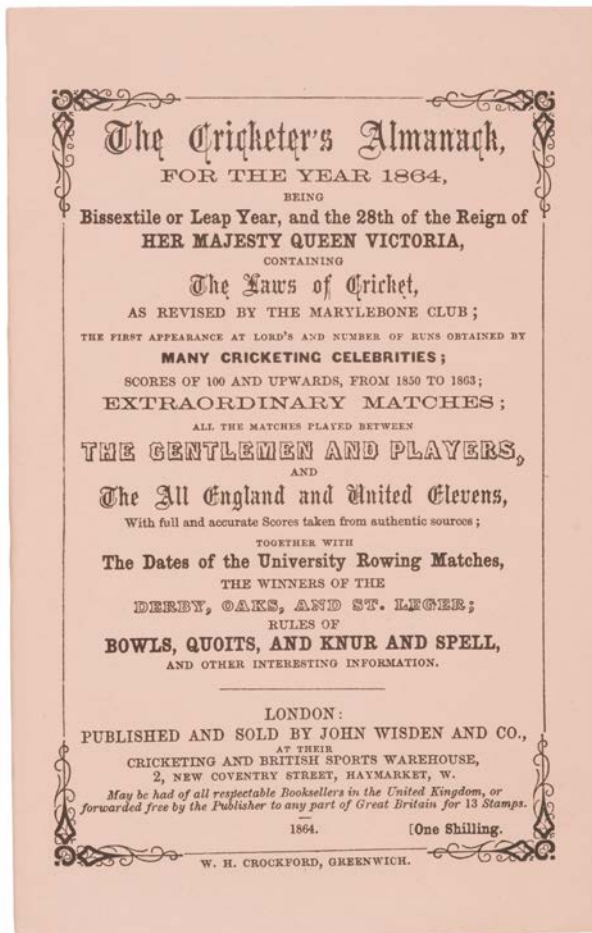 The Cricketer's Almanack,
FOR THE YEAR 1864,
BEING
Bissextile or Leap Year, and the 28th of the Reign of
HER MAJESTY QUEEN VICTORIA,
CONTAINING
The Laws of Cricket,
AS REVISED BY THE MARYLEBONE CLUB;
THE FIRST APPEARANCE AT LORD'S AND NUMBER OF RUNS OBTAINED BY
MANY CRICKETING CELEBRITIES;
SCORES OF 100 AND UPWARDS, FROM 1850 TO 1863;
EXTRAORDINARY MATCHES;
ALL THE MATCHES PLAYED BETWEEN
THE GENTLEMEN AND PLAYERS,
AND
The All England and United Elevens,
With full and accurate Scores taken from authentic sources;
TOGETHER WITH
The Dates of the University Rowing Matches,
THE WINNERS OF THE
DERBY, OAKS, AND ST. LEGER;
RULES OF
BOWLS, QUOITS, AND KNUR AND SPELL,
AND OTHER INTERESTING INFORMATION.
LONDON:
PUBLISHED AND SOLD BY JOHN WISDEN AND CO.,
AT THEIR
CRICKETING AND BRITISH SPORTS WAREHOUSE,
2, NEW COVENTRY STREET, HAYMARKET, W.
May be had of all respectable Booksellers in the United Kingdom, or
forwarded free by the Publisher to any part of Great Britain for 13 Stamps.
1864. [One Shilling.
W. H. CROCKFORD, GREENWICH.